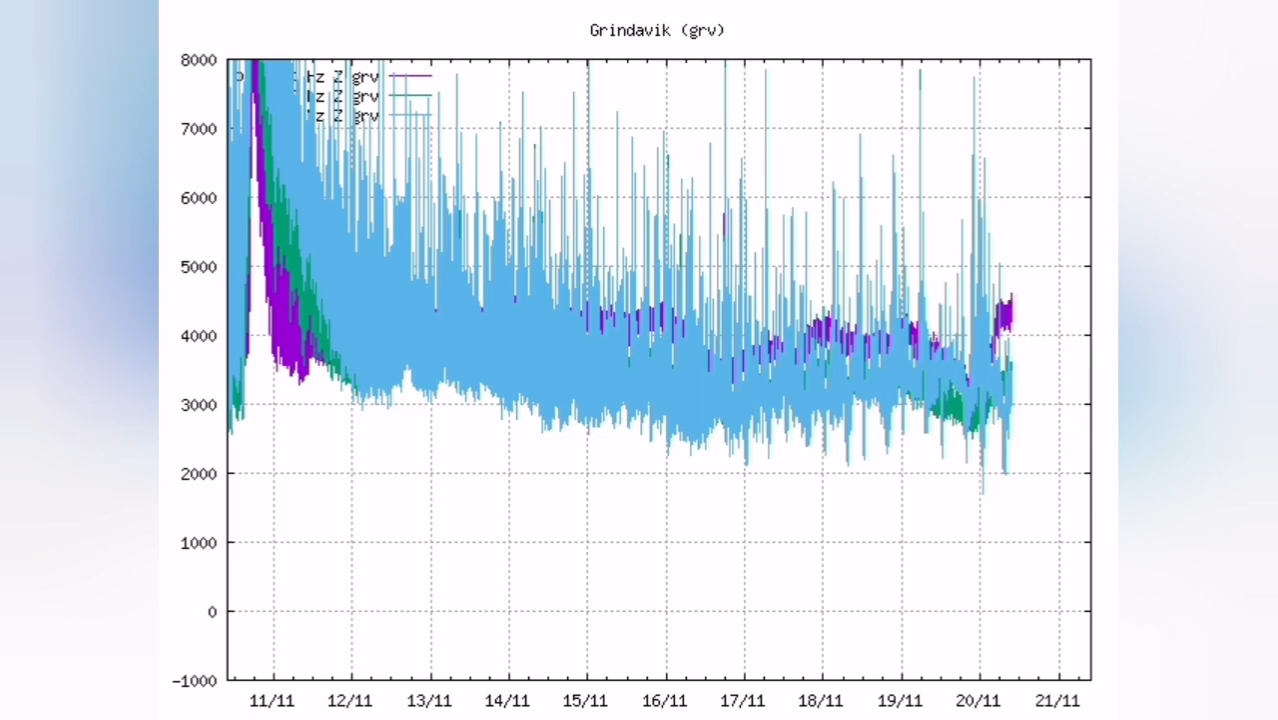 Grindavik (grv)
8000
Hz Z grv
Hz Z grv
Hz Z grv
7000
6000
5000
4000
3000
2000
1000
0
-1000
11/11 12/11 13/11 14/11 15/11 16/11 17/11 18/11 19/11 20/11 21/11